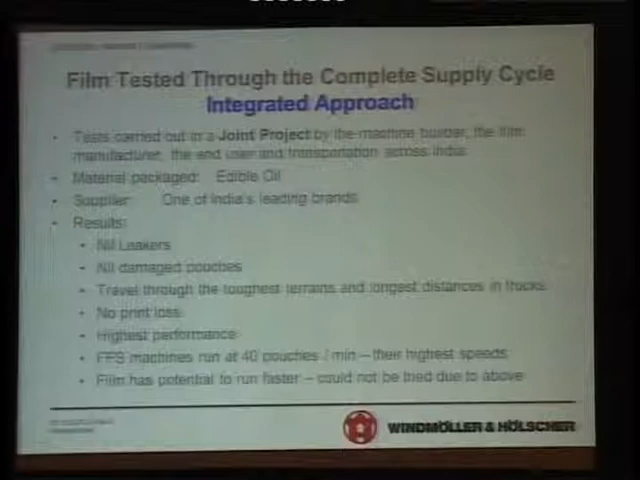 Film Tested Through the Complete Supply Cycle
Integrated Approach
• Tests carried out in a Joint Project by the machine builder, the film
manufacturer, the end user and transportation across India
• Material packaged: Edible Oil
• Supplier: One of India's leading brands
• Results:
• Nil Leakers
• Nil damaged pouches
• Travel through the toughest terrains and longest distances in trucks
• No print loss
• Highest performance
• FFS machines run at 40 pouches / min – their highest speeds
• Film has potential to run faster – could not be tried due to above
WINDMÖLLER & HÖLSCHER